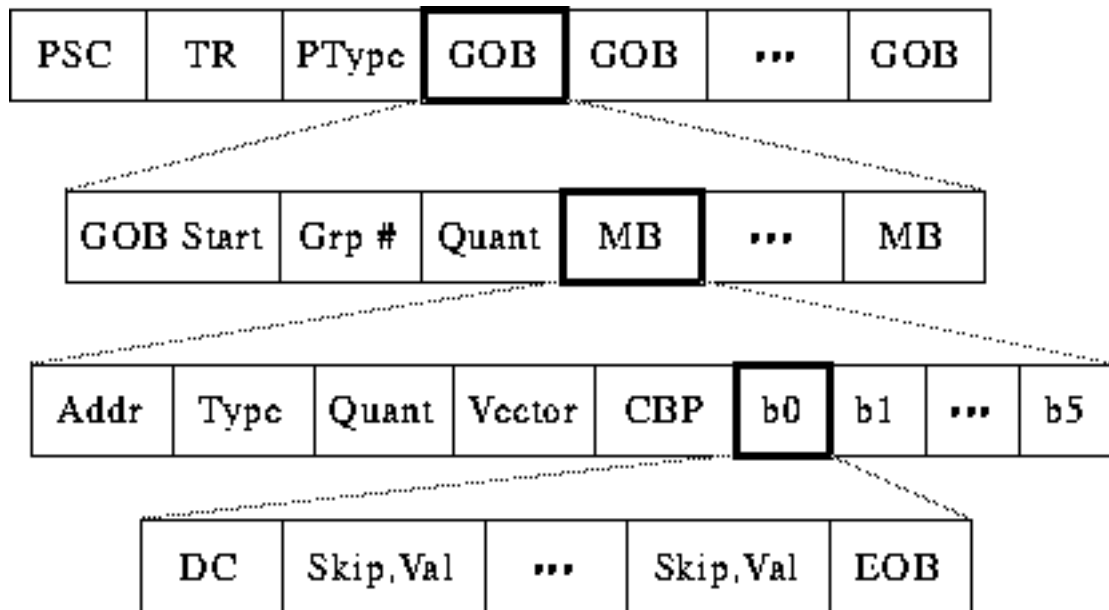 PSC TR PType GOB GOB ... GOB
GOB Start Grp # Quant MB ... MB
Addr Type Quant Vector CBP b0 b1 ... b5
DC Skip,Val ... Skip,Val EOB